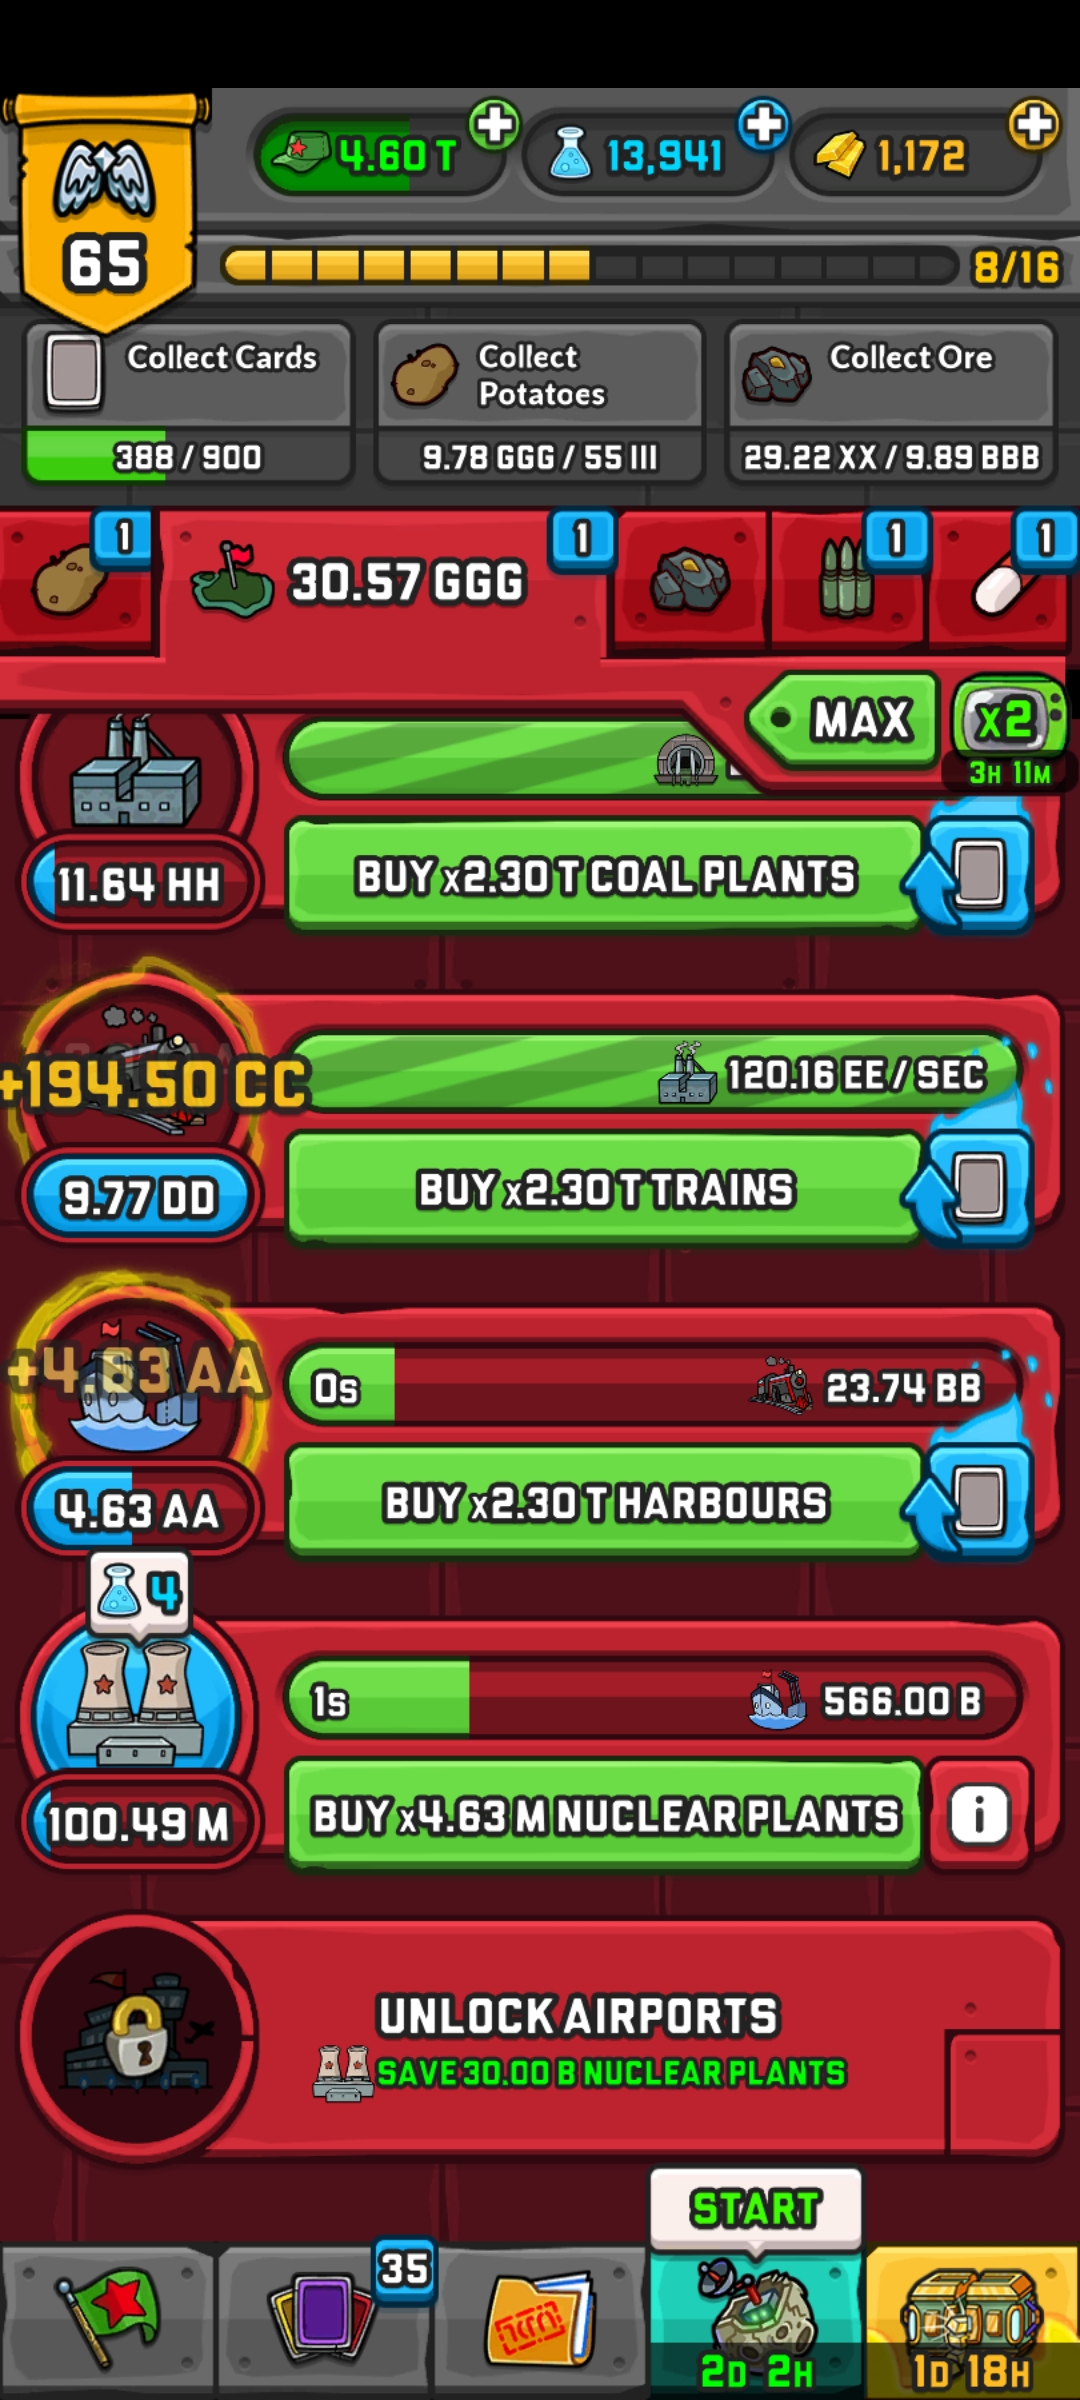 4.60 T
13,941
1,172
65
8/16
Collect Cards
388 / 900
Collect
Potatoes
9.78 GGG / 55 III
Collect Ore
29.22 XX / 9.89 BBB
1
30.57 GGG
1
1
1
MAX
x2
3H 11M
11.64 HH
BUY x2.30 T COAL PLANTS
+194.50 CC
120.16 EE / SEC
9.77 DD
BUY x2.30 T TRAINS
+4.63 AA
0s
23.74 BB
4.63 AA
BUY x2.30 T HARBOURS
4
1s
566.00 B
100.49 M
BUY x4.63 M NUCLEAR PLANTS
i
UNLOCK AIRPORTS
SAVE 30.00 B NUCLEAR PLANTS
START
35
2D 2H
1D 18H